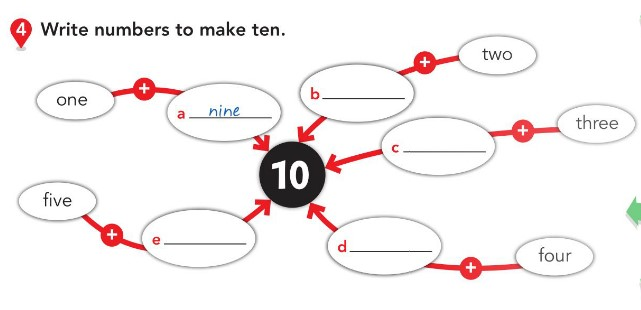 4 Write numbers to make ten.
one + a nine
b + two
c + three
10
five + e
d + four